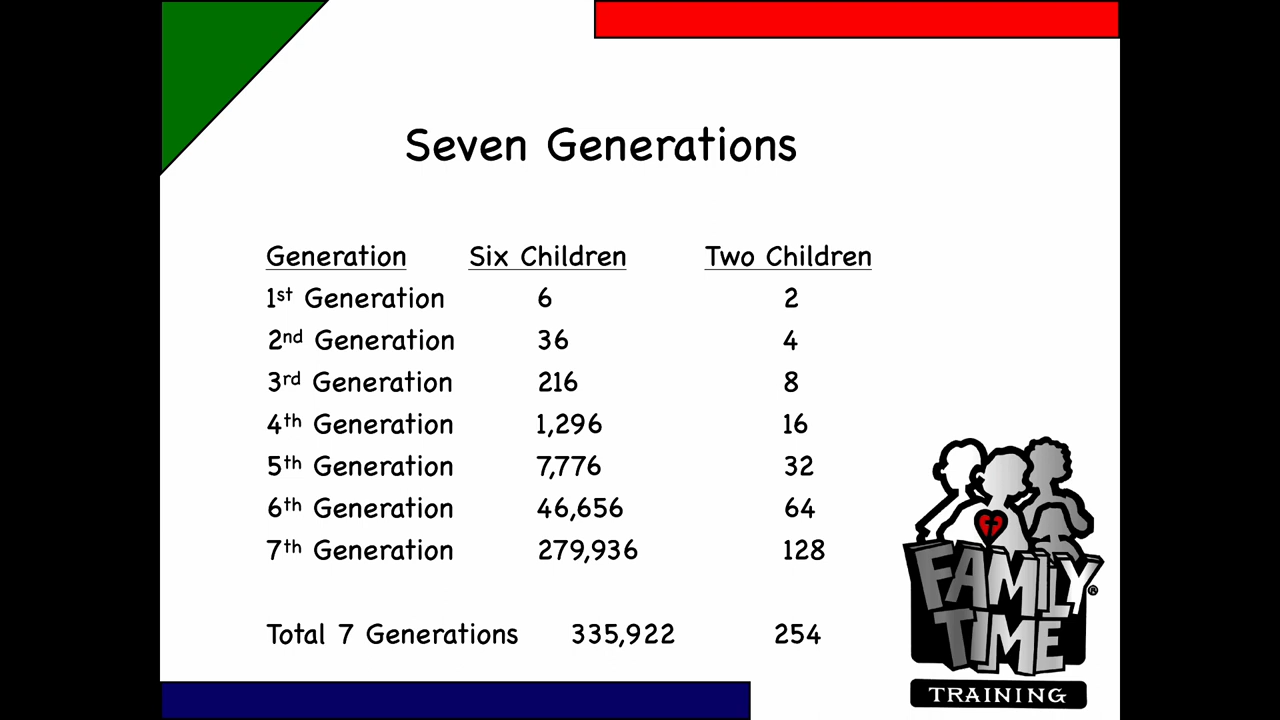 Seven Generations
Generation Six Children Two Children
1st Generation 6 2
2nd Generation 36 4
3rd Generation 216 8
4th Generation 1,296 16
5th Generation 7,776 32
6th Generation 46,656 64
7th Generation 279,936 128
Total 7 Generations 335,922 254
FAMILY
TIME
TRAINING
®